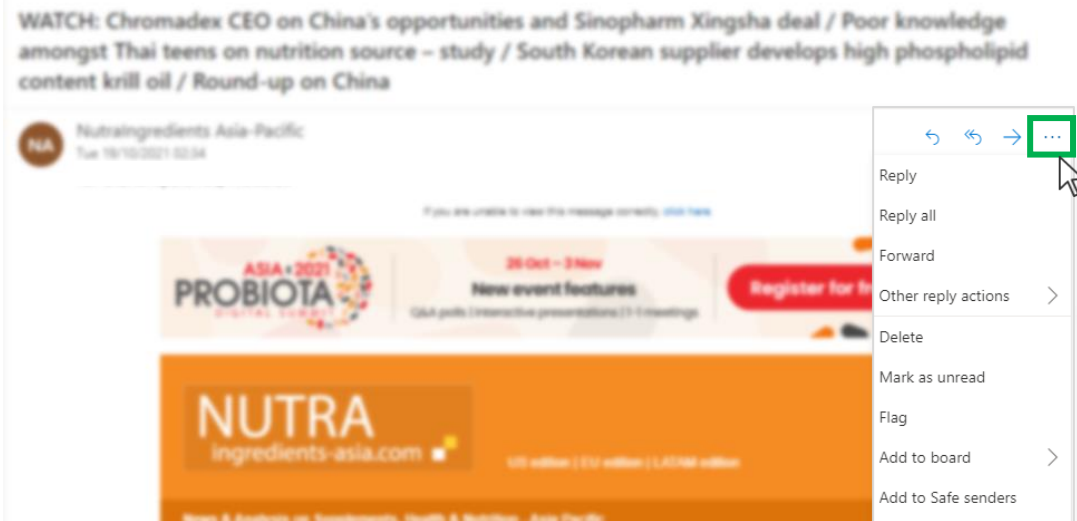 WATCH: Chromadex CEO on China's opportunities and Sinopharm Xingsha deal / Poor knowledge
amongst Thai teens on nutrition source – study / South Korean supplier develops high phospholipid
content krill oil / Round-up on China
NA
NutraIngredients Asia-Pacific
Tue 19/10/2021 02:34
...
Reply
If you are unable to view this message correctly, click here.
Reply all
Forward
ASIA 2021
PROBIOTA
DIGITAL SUMMIT
26 Oct – 3 Nov
New event features
Q&A polls | Interactive presentations | 1-1 meetings
Register for fr
Other reply actions
Delete
Mark as unread
Flag
NUTRA
ingredients-asia.com
US edition | EU edition | LATAM edition
Add to board
Add to Safe senders
News & Analysis on Supplements, Health & Nutrition - Asia Pacific